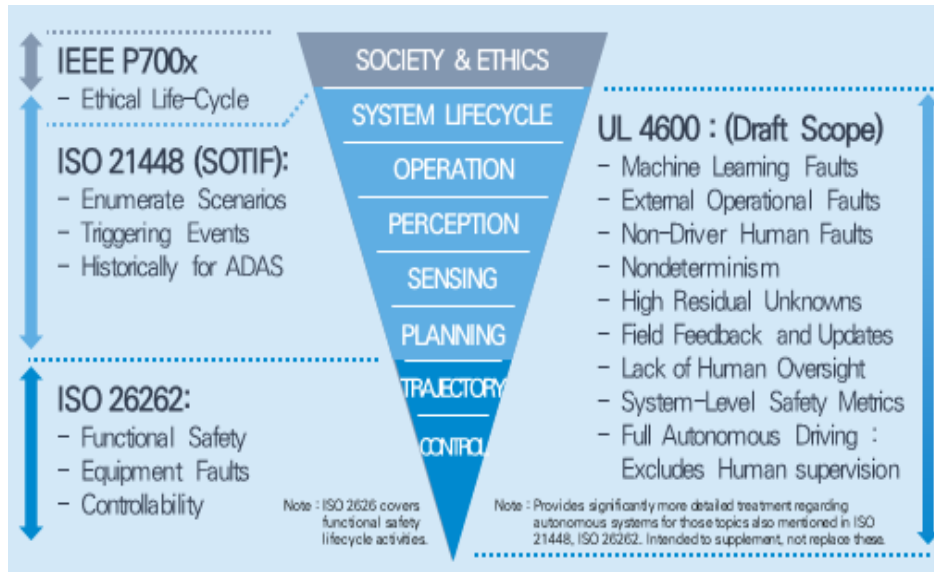 IEEE P700x
- Ethical Life-Cycle
ISO 21448 (SOTIF):
- Enumerate Scenarios
- Triggering Events
- Historically for ADAS
ISO 26262:
- Functional Safety
- Equipment Faults
- Controllability
Note : ISO 2626 covers
functional safety
lifecycle activities.
SOCIETY & ETHICS
SYSTEM LIFECYCLE
OPERATION
PERCEPTION
SENSING
PLANNING
TRAJECTORY
CONTROL
UL 4600 : (Draft Scope)
- Machine Learning Faults
- External Operational Faults
- Non-Driver Human Faults
- Nondeterminism
- High Residual Unknowns
- Field Feedback and Updates
- Lack of Human Oversight
- System-Level Safety Metrics
- Full Autonomous Driving :
Excludes Human supervision
Note : Provides significantly more detailed treatment regarding
autonomous systems for those topics also mentioned in ISO
21448, ISO 26262. Intended to supplement, not replace these.